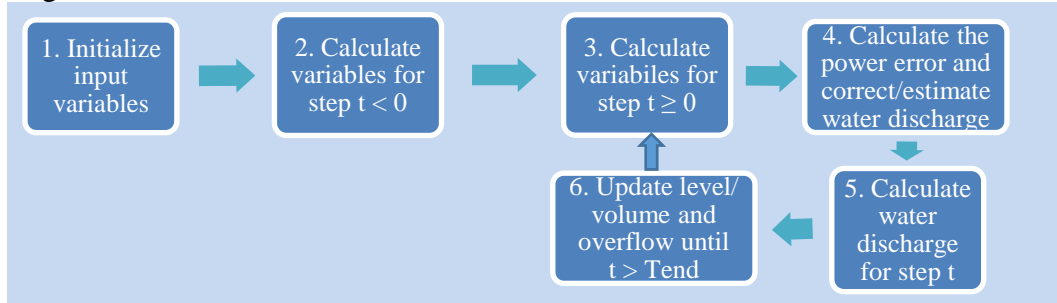 1. Initialize
input
variables
2. Calculate
variables for
step t < 0
3. Calculate
variabiles for
step t ≥ 0
4. Calculate the
power error and
correct/estimate
water discharge
5. Calculate
water
discharge
for step t
6. Update level/
volume and
overflow until
t > Tend